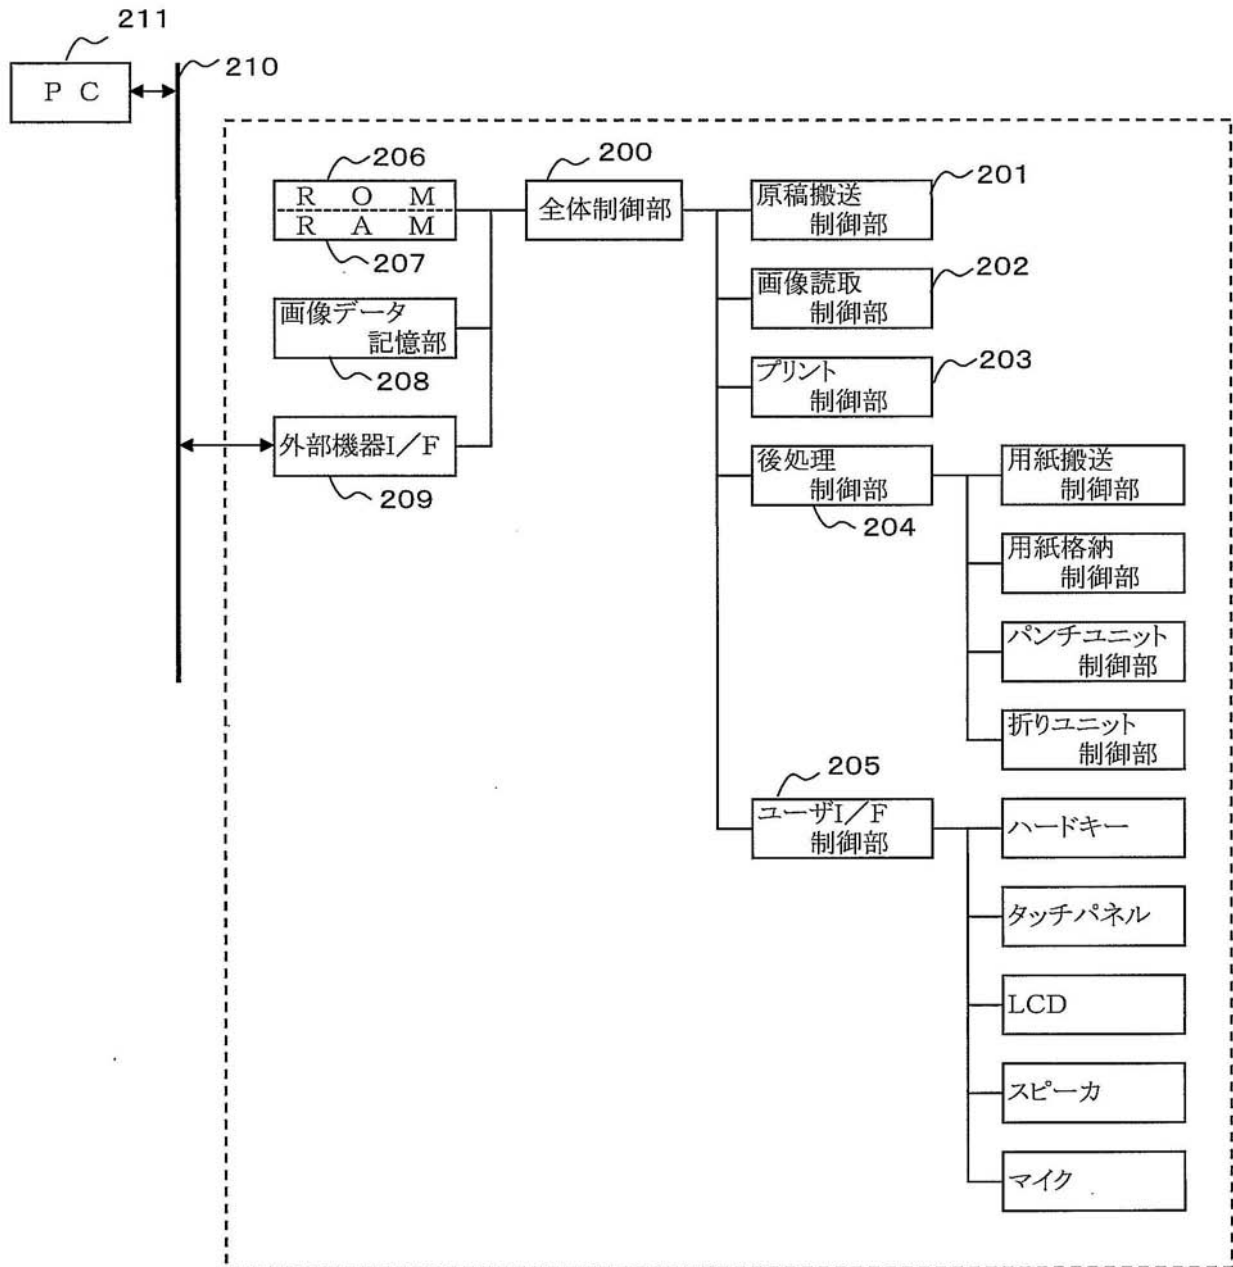 211
ＰＣ
210
206
ＲＯＭ
ＲＡＭ
207
200
全体制御部
201
原稿搬送
制御部
画像データ
記憶部
208
202
画像読取
制御部
203
プリント
制御部
外部機器I／F
209
後処理
制御部
204
用紙搬送
制御部
用紙格納
制御部
パンチユニット
制御部
折りユニット
制御部
205
ユーザI／F
制御部
ハードキー
タッチパネル
LCD
スピーカ
マイク